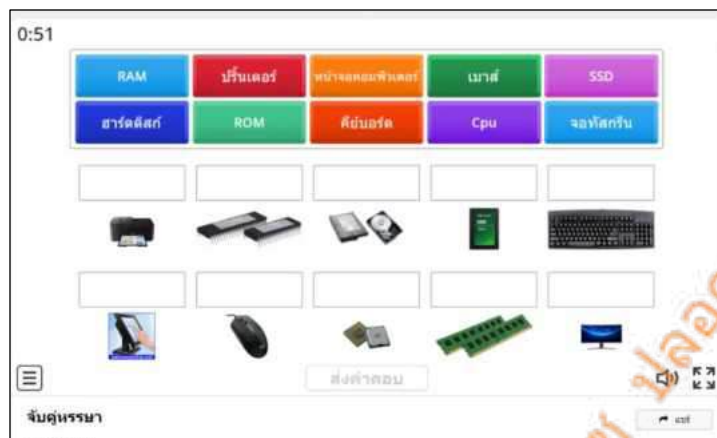 0:51
RAM
ปริ้นเตอร์
หน้าจอคอมพิวเตอร์
เมาส์
SSD
ฮาร์ดดิสก์
ROM
คีย์บอร์ด
Cpu
จอทัสกรีน
ส่งคำตอบ
จับคู่หรรษา
แชร์